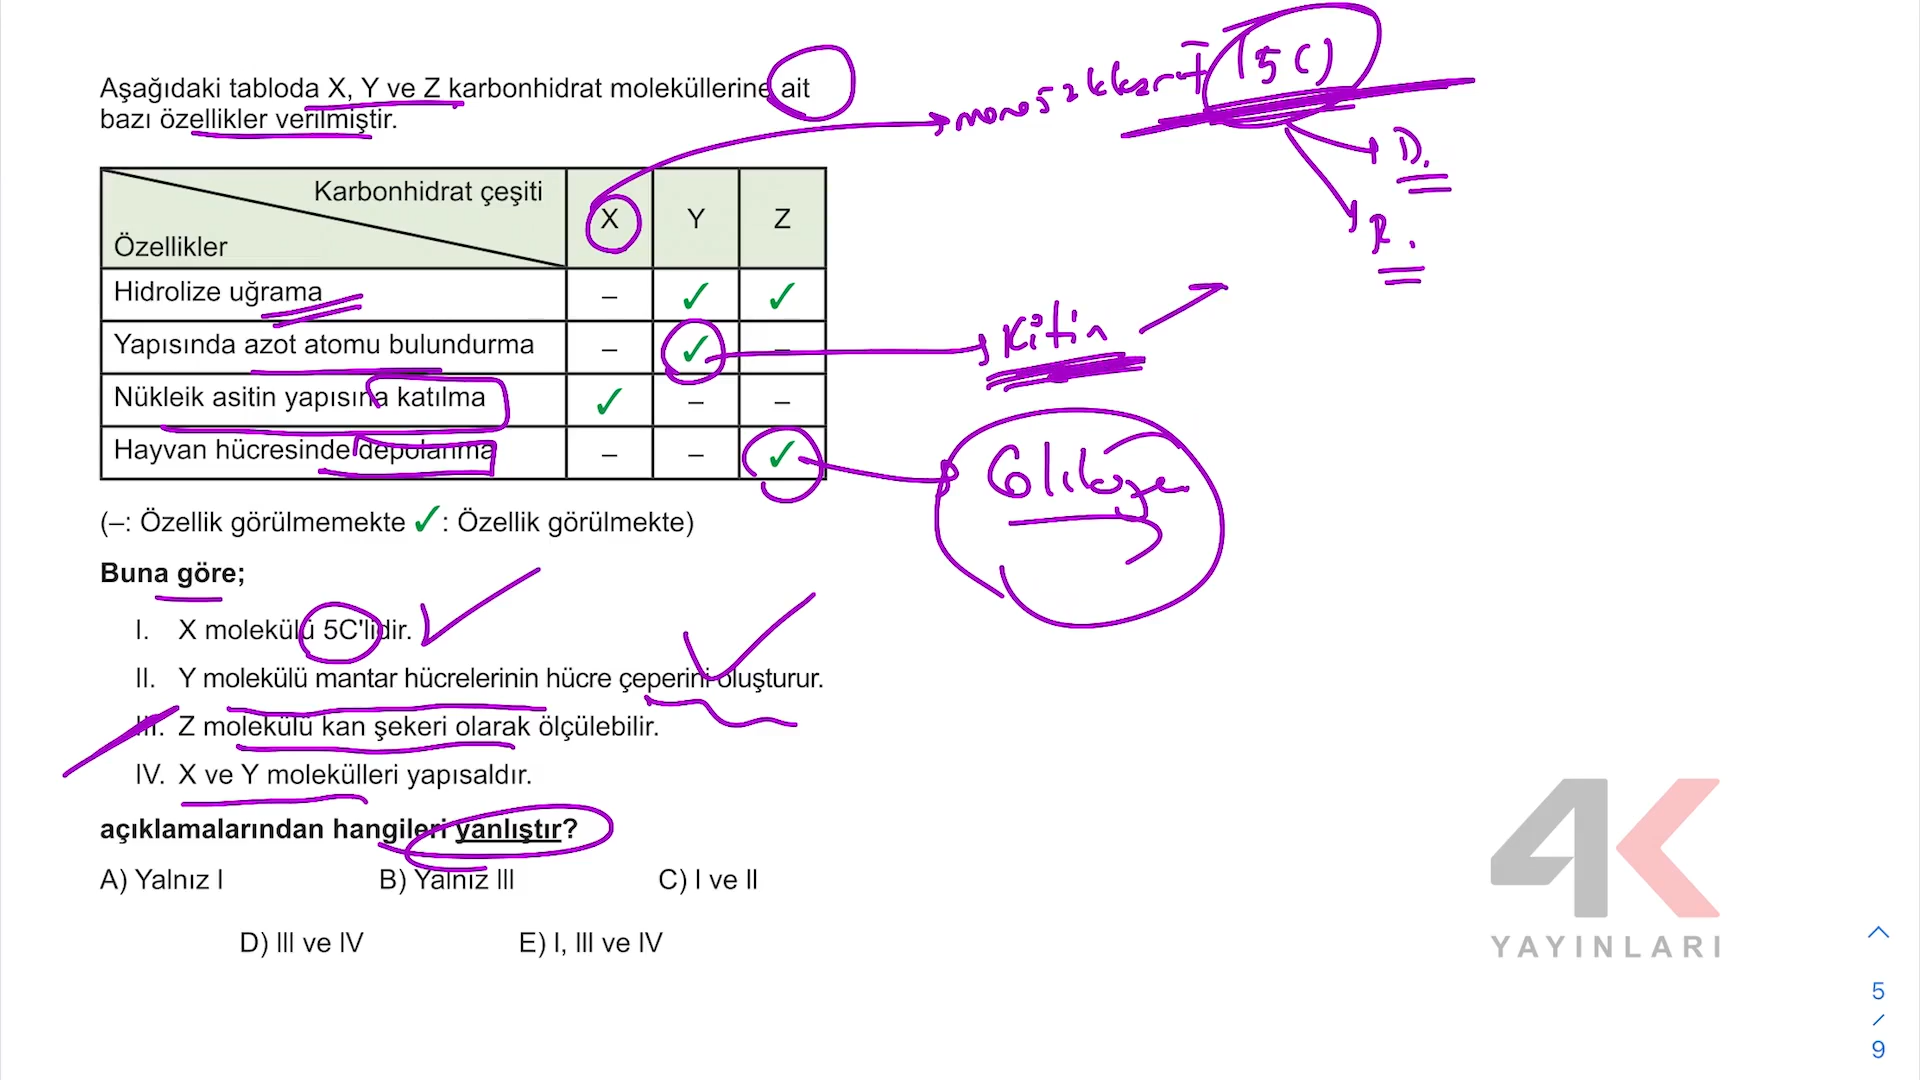 Aşağıdaki tabloda X, Y ve Z karbonhidrat moleküllerine ait
bazı özellikler verilmiştir.
monosakkarit (5C)
D.
R.
Karbonhidrat çeşiti
Özellikler
X Y Z
Hidrolize uğrama – ✓ ✓
Yapısında azot atomu bulundurma – ✓ –
Kitin
Nükleik asitin yapısına katılma ✓ – –
Hayvan hücresinde depolanma – – ✓
Glikojen
(–: Özellik görülmemekte ✓: Özellik görülmekte)
Buna göre;
I. X molekülü 5C'lidir.
II. Y molekülü mantar hücrelerinin hücre çeperini oluşturur.
III. Z molekülü kan şekeri olarak ölçülebilir.
IV. X ve Y molekülleri yapısaldır.
açıklamalarından hangileri yanlıştır?
A) Yalnız I B) Yalnız III C) I ve II
D) III ve IV E) I, III ve IV
4K
YAYINLARI
5
/
9